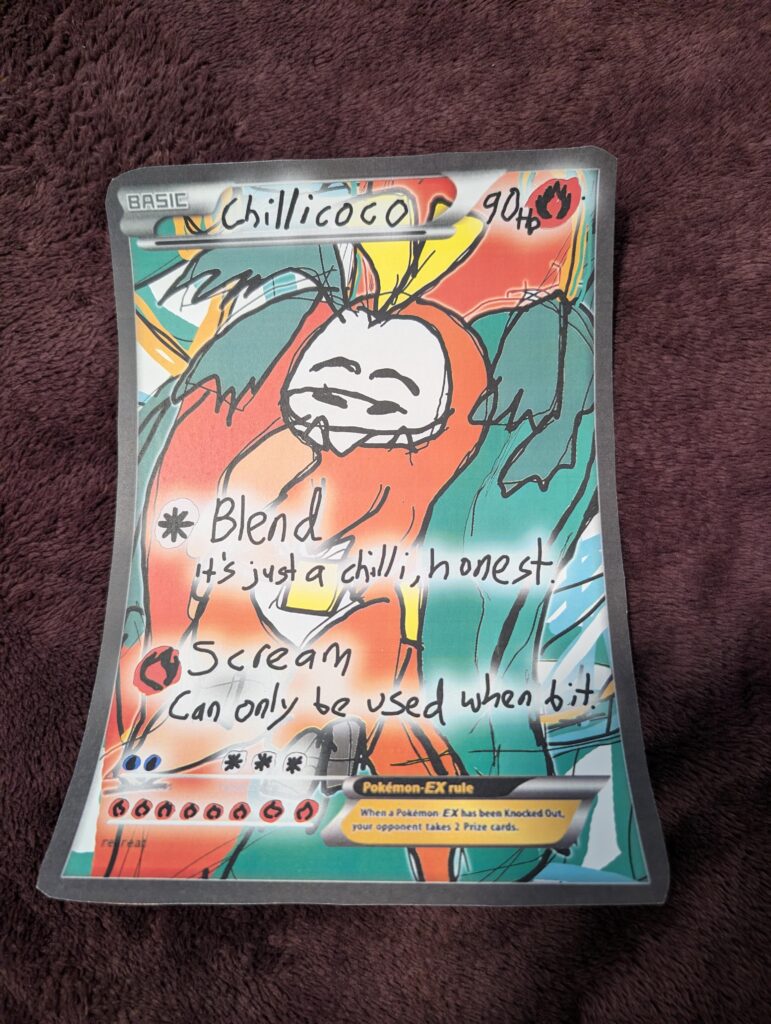 BASIC Chillicoco 90HP
Blend
it's just a chilli, honest.
Scream
Can only be used when bit.
Pokémon-EX rule
When a Pokémon EX has been Knocked Out,
your opponent takes 2 Prize cards.
retreat